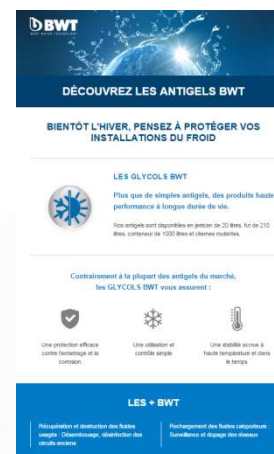 BWT
BEST WATER TECHNOLOGY
DÉCOUVREZ LES ANTIGELS BWT
BIENTÔT L'HIVER, PENSEZ À PROTÉGER VOS
INSTALLATIONS DU FROID
LES GLYCOLS BWT
Plus que de simples antigels, des produits haute
performance à longue durée de vie.
Nos antigels sont disponibles en jerrican de 20 litres, fut de 210
litres, conteneur de 1000 litres et citernes routières.
Contrairement à la plupart des antigels du marché,
les GLYCOLS BWT vous assurent :
Une protection efficace
contre l'entartrage et la
corrosion
Une utilisation et
contrôle simple
Une stabilité accrue à
haute température et dans
le temps
LES + BWT
Récupération et destruction des fluides
usagés : Désembouage, désinfection des
circuits anciens
Rechargement des fluides caloporteurs :
Surveillance et dopage des réseaux